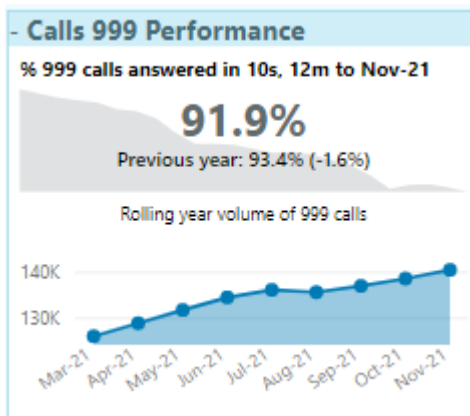 - Calls 999 Performance
% 999 calls answered in 10s, 12m to Nov-21
91.9%
Previous year: 93.4% (-1.6%)
Rolling year volume of 999 calls
140K
130K
Mar-21
Apr-21
May-21
Jun-21
Jul-21
Aug-21
Sep-21
Oct-21
Nov-21